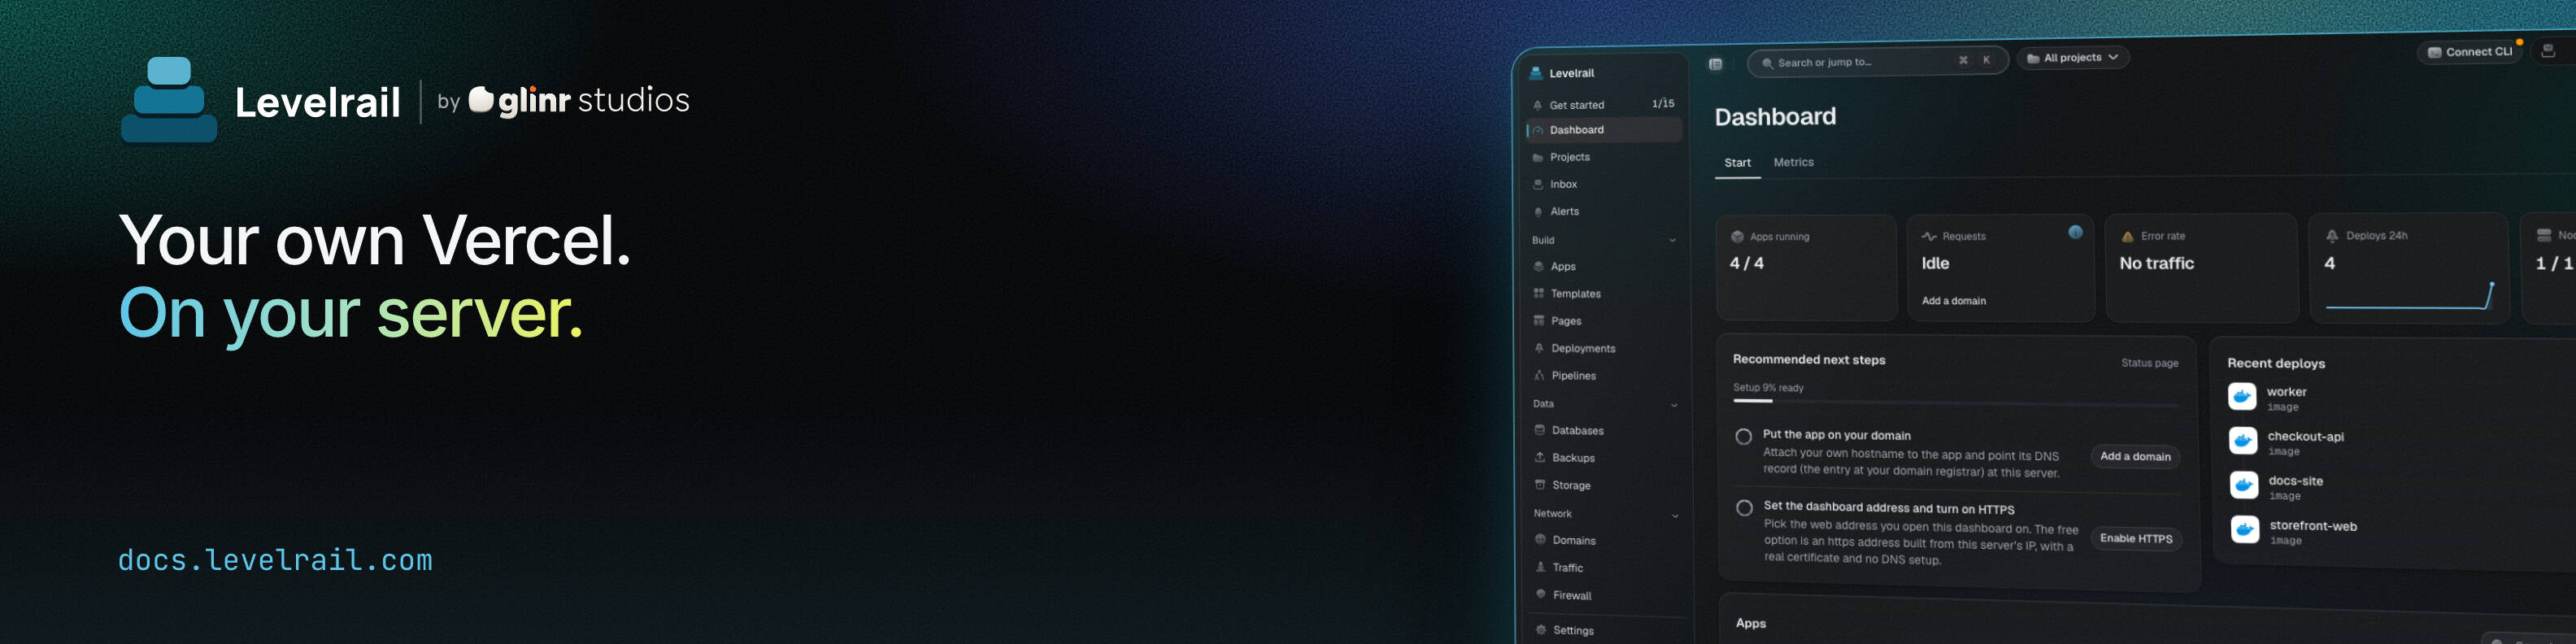 Levelrail | by glinr studios
Your own Vercel.
On your server.
docs.levelrail.com
Levelrail
Get started 1/15
Dashboard
Projects
Inbox
Alerts
Build
Apps
Templates
Pages
Deployments
Pipelines
Data
Databases
Backups
Storage
Network
Domains
Traffic
Firewall
Settings
Search or jump to... ⌘ K
All projects
Connect CLI
Dashboard
Start Metrics
Apps running
4 / 4
Requests
Idle
Add a domain
Error rate
No traffic
Deploys 24h
4
1 / 1
Recommended next steps
Status page
Setup 9% ready
Put the app on your domain
Attach your own hostname to the app and point its DNS
record (the entry at your domain registrar) at this server.
Add a domain
Set the dashboard address and turn on HTTPS
Pick the web address you open this dashboard on. The free
option is an https address built from this server's IP, with a
real certificate and no DNS setup.
Enable HTTPS
Recent deploys
worker
image
checkout-api
image
docs-site
image
storefront-web
image
Apps